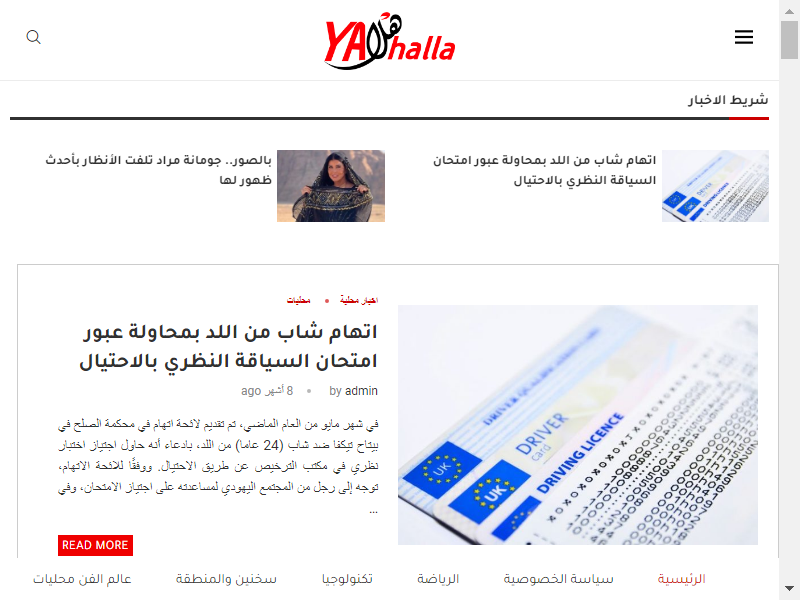 YA هلا halla
شريط الاخبار
اتهام شاب من اللد بمحاولة عبور امتحان
السياقة النظري بالاحتيال
بالصور.. جومانة مراد تلفت الأنظار بأحدث
ظهور لها
اخبار محلية • محليات
اتهام شاب من اللد بمحاولة عبور
امتحان السياقة النظري بالاحتيال
by admin • 8 أشهر ago
في شهر مايو من العام الماضي، تم تقديم لائحة اتهام في محكمة الصلح في
بيتاح تيكفا ضد شاب (24 عاما) من اللد، بادعاء أنه حاول اجتياز اختبار
نظري في مكتب الترخيص عن طريق الاحتيال. ووفقًا للائحة الاتهام،
توجه إلى رجل من المجتمع اليهودي لمساعدته على اجتياز الامتحان، وفي
...
READ MORE
DRIVER
card
DRIVING LICENCE
UK
UK
الرئيسية
سياسة الخصوصية
الرياضة
تكنولوجيا
سخنين والمنطقة
عالم الفن محليات